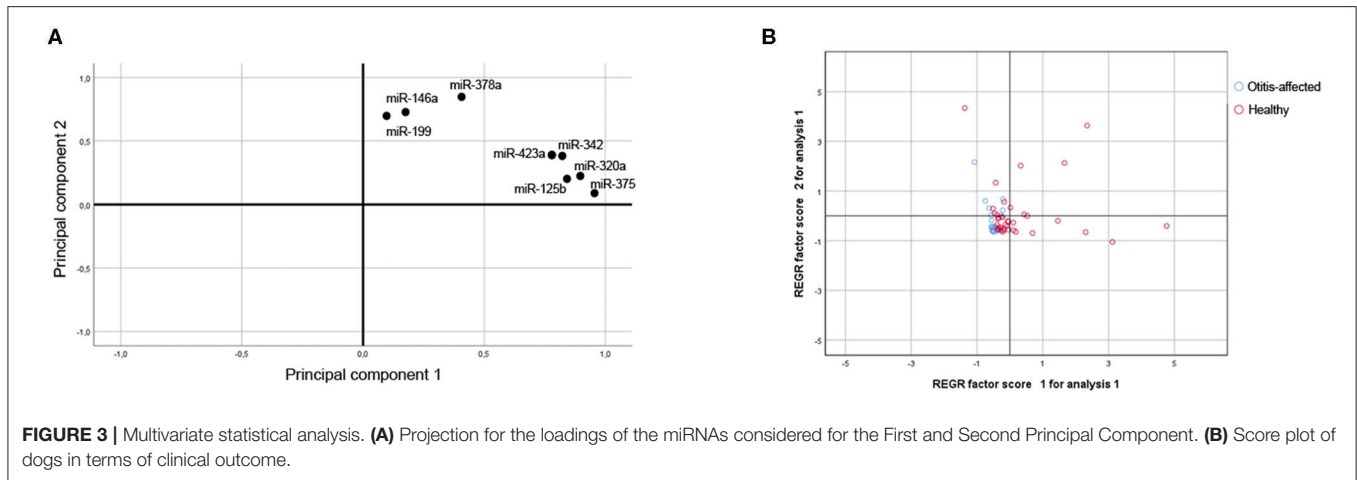 A
1,0
0,5
0,0
-0,5
-1,0
-1,0
-0,5
0,0
0,5
1,0
Principal component 2
Principal component 1
miR-378a
miR-146a
miR-199
miR-423a
miR-342
miR-320a
miR-125b
miR-375
B
5
3
1
-1
-3
-5
-5
-3
-1
1
3
5
REGR factor score 2 for analysis 1
REGR factor score 1 for analysis 1
Otitis-affected
Healthy
FIGURE 3 | Multivariate statistical analysis. (A) Projection for the loadings of the miRNAs considered for the First and Second Principal Component. (B) Score plot of
dogs in terms of clinical outcome.